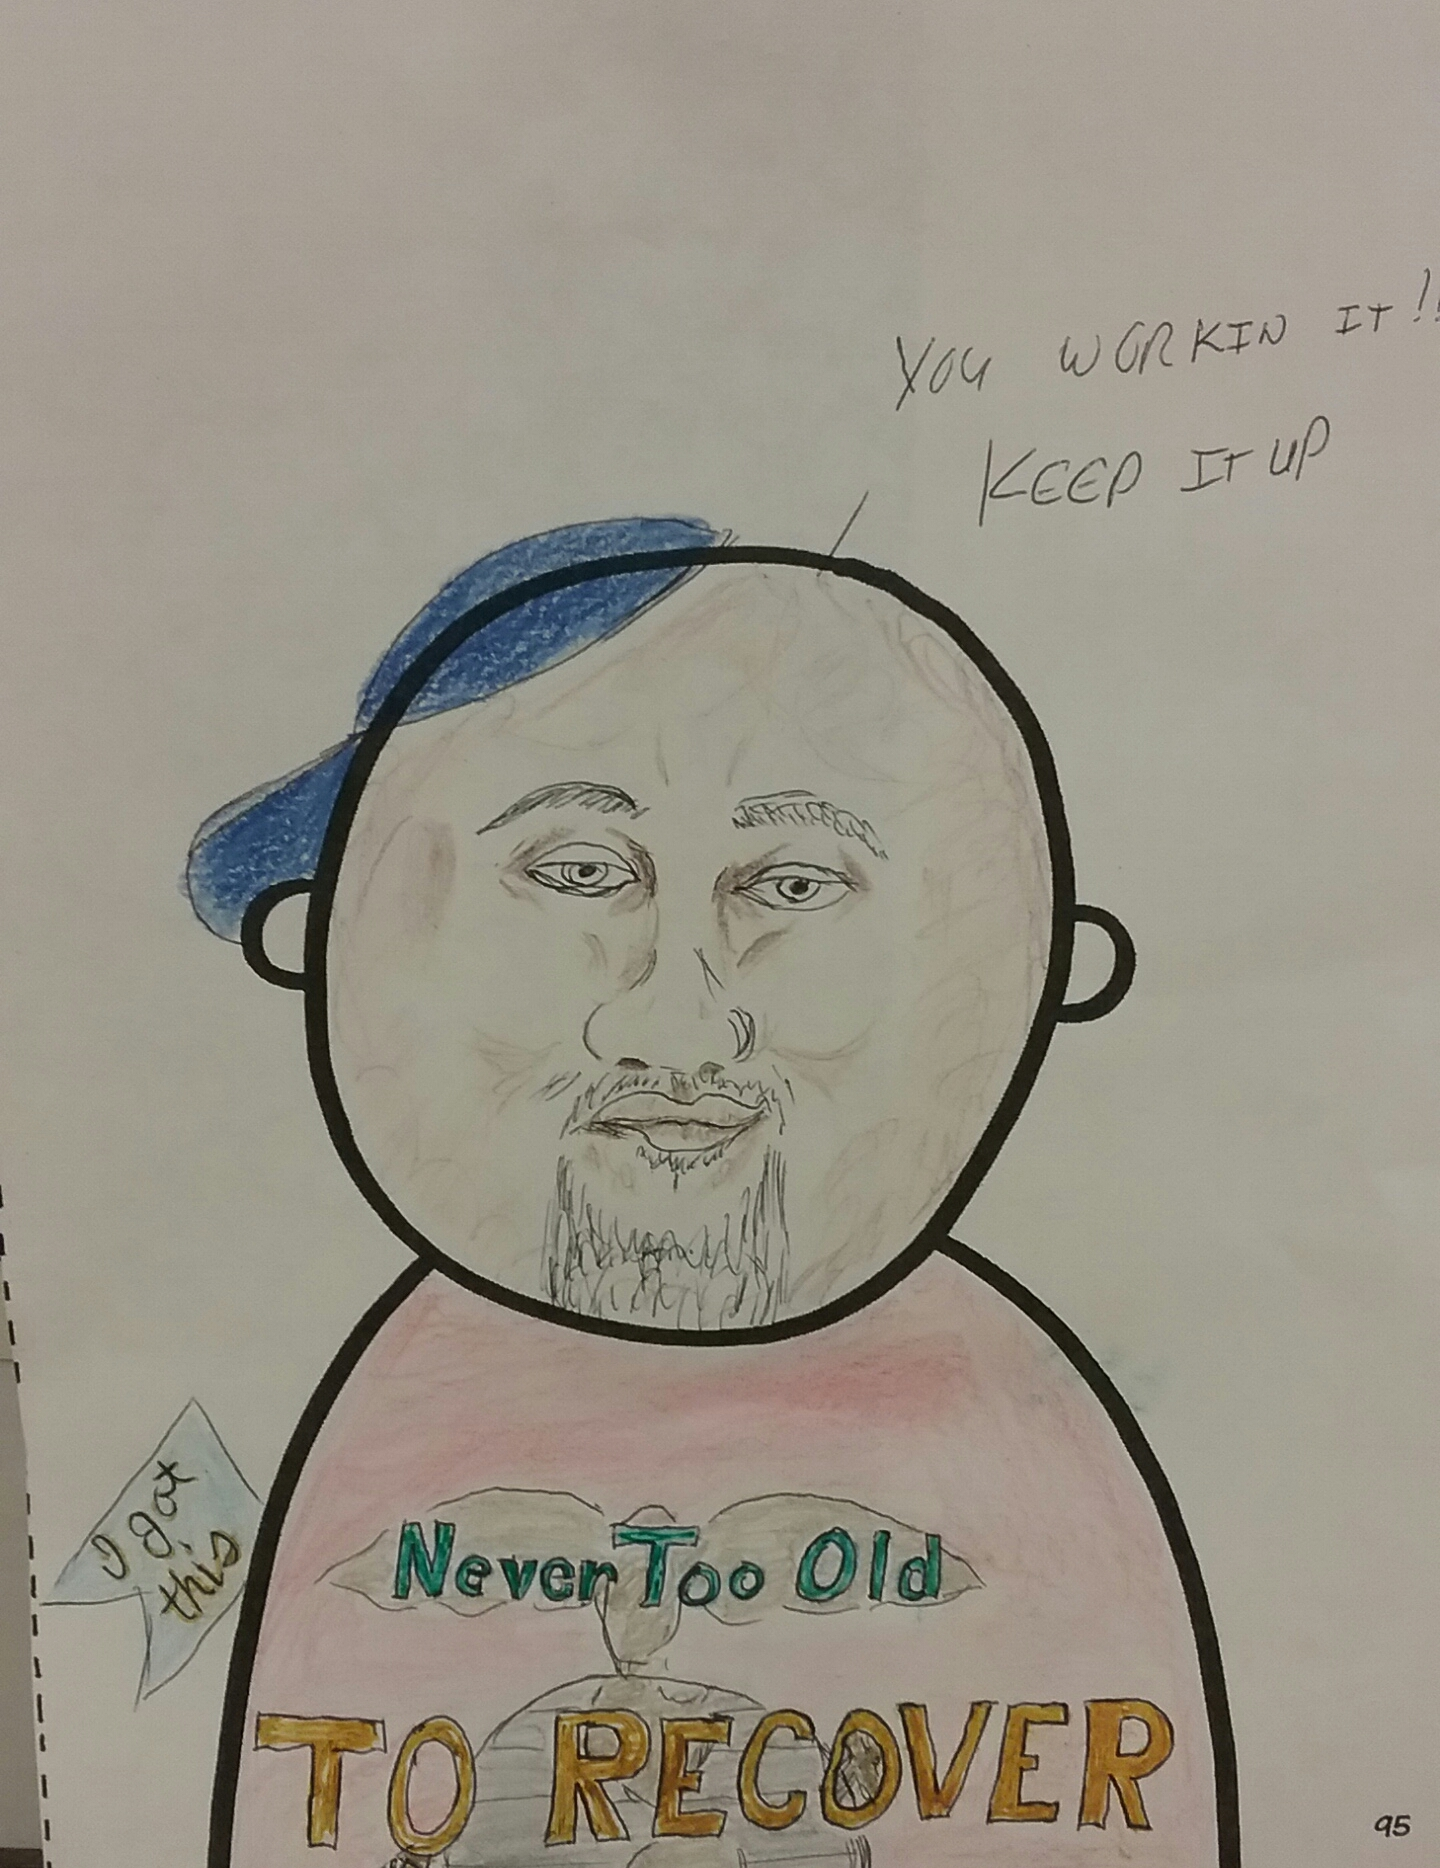 YOU WORKIN IT!!
KEEP IT UP
I got
this
Never Too Old
TO RECOVER
95